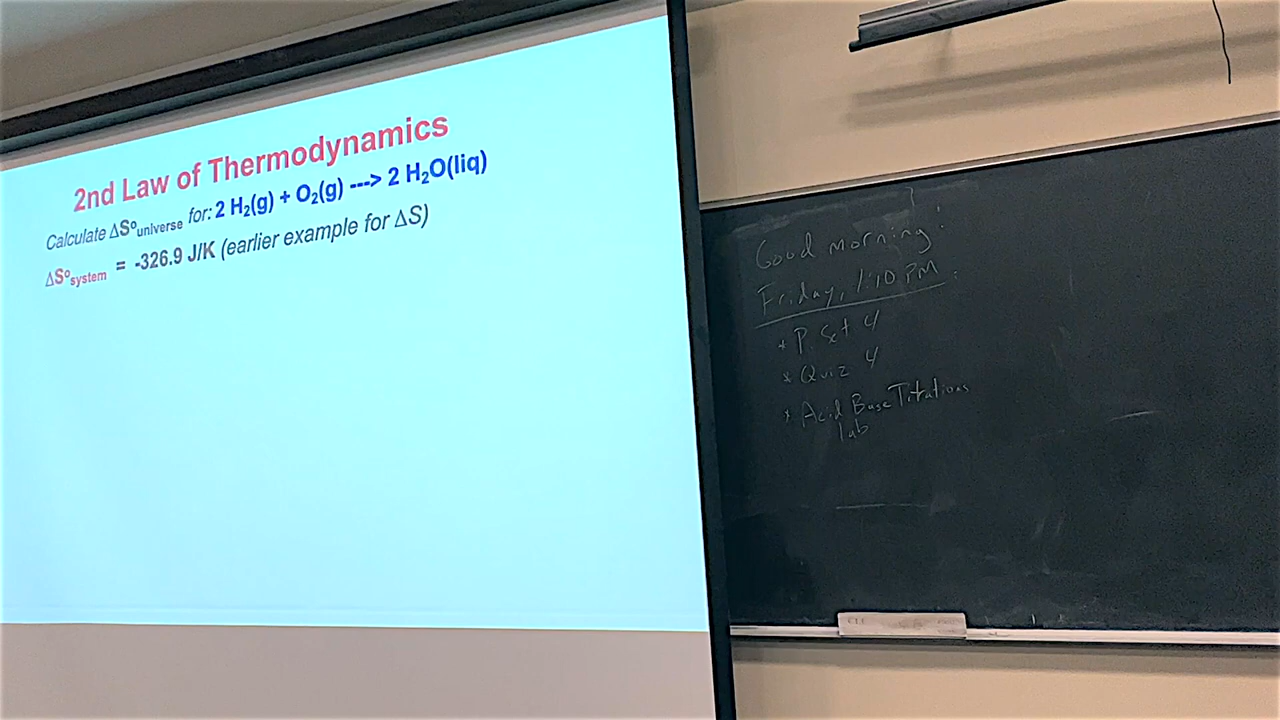 2nd Law of Thermodynamics
Calculate ΔS°universe for: 2 H₂(g) + O₂(g) ---> 2 H₂O(liq)
ΔS°system = -326.9 J/K (earlier example for ΔS)
Good morning!
Friday, 1:10 PM
* P. Set 4
* Quiz 4
* Acid Base Titrations
lab